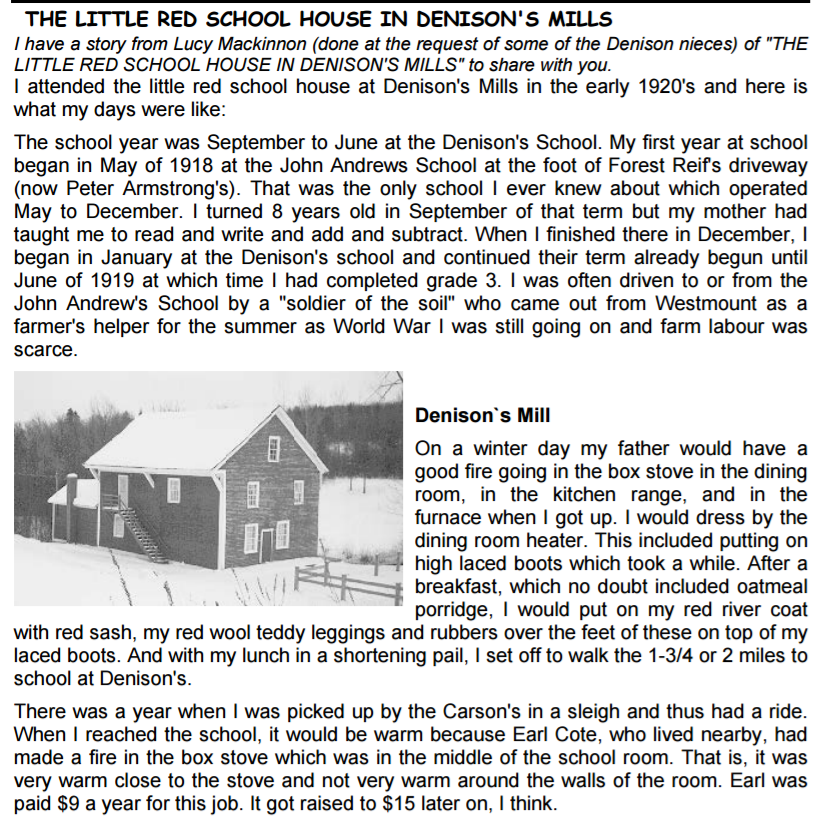 THE LITTLE RED SCHOOL HOUSE IN DENISON'S MILLS
I have a story from Lucy Mackinnon (done at the request of some of the Denison nieces) of "THE
LITTLE RED SCHOOL HOUSE IN DENISON'S MILLS" to share with you.
I attended the little red school house at Denison's Mills in the early 1920's and here is
what my days were like:
The school year was September to June at the Denison's School. My first year at school
began in May of 1918 at the John Andrews School at the foot of Forest Reif's driveway
(now Peter Armstrong's). That was the only school I ever knew about which operated
May to December. I turned 8 years old in September of that term but my mother had
taught me to read and write and add and subtract. When I finished there in December, I
began in January at the Denison's school and continued their term already begun until
June of 1919 at which time I had completed grade 3. I was often driven to or from the
John Andrew's School by a "soldier of the soil" who came out from Westmount as a
farmer's helper for the summer as World War I was still going on and farm labour was
scarce.
Denison`s Mill
On a winter day my father would have a
good fire going in the box stove in the dining
room, in the kitchen range, and in the
furnace when I got up. I would dress by the
dining room heater. This included putting on
high laced boots which took a while. After a
breakfast, which no doubt included oatmeal
porridge, I would put on my red river coat
with red sash, my red wool teddy leggings and rubbers over the feet of these on top of my
laced boots. And with my lunch in a shortening pail, I set off to walk the 1-3/4 or 2 miles to
school at Denison's.
There was a year when I was picked up by the Carson's in a sleigh and thus had a ride.
When I reached the school, it would be warm because Earl Cote, who lived nearby, had
made a fire in the box stove which was in the middle of the school room. That is, it was
very warm close to the stove and not very warm around the walls of the room. Earl was
paid $9 a year for this job. It got raised to $15 later on, I think.